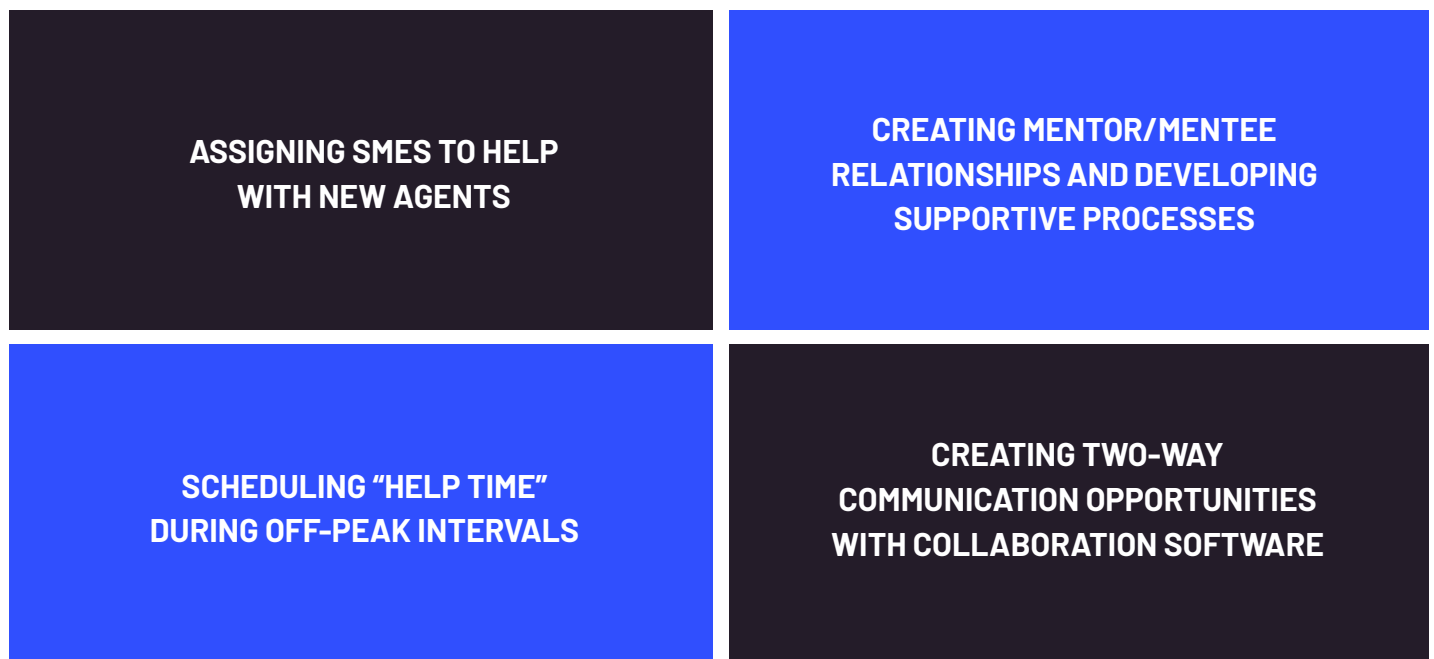 ASSIGNING SMES TO HELP
WITH NEW AGENTS
CREATING MENTOR/MENTEE
RELATIONSHIPS AND DEVELOPING
SUPPORTIVE PROCESSES
SCHEDULING “HELP TIME”
DURING OFF-PEAK INTERVALS
CREATING TWO-WAY
COMMUNICATION OPPORTUNITIES
WITH COLLABORATION SOFTWARE